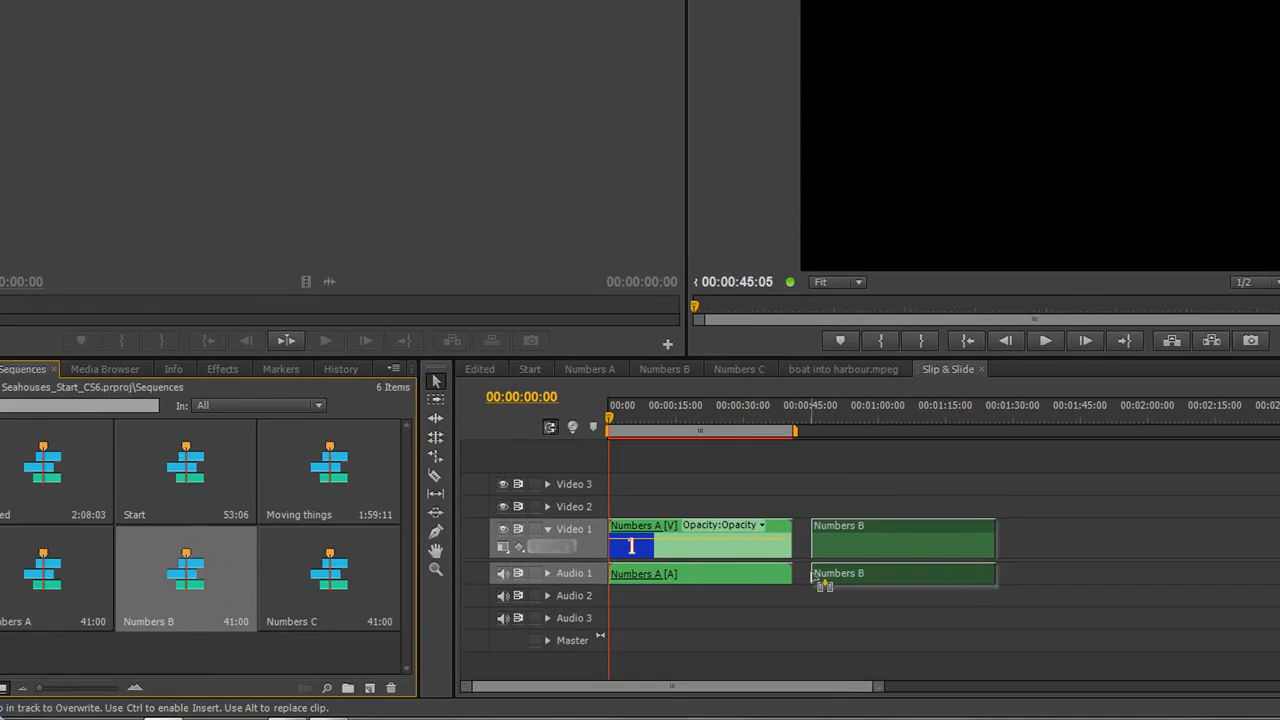 0:00:00
00:00:00:00
00:00:45:05
Fit
1/2
Sequences
Media Browser
Info
Effects
Markers
History
Seahouses_Start_CS6.prproj\Sequences
6 Items
In: All
ed 2:08:03
Start 53:06
Moving things 1:59:11
bers A 41:00
Numbers B 41:00
Numbers C 41:00
Edited
Start
Numbers A
Numbers B
Numbers C
boat into harbour.mpeg
Slip & Slide
00:00:00:00
00:00 00:00:15:00 00:00:30:00 00:00:45:00 00:01:00:00 00:01:15:00 00:01:30:00 00:01:45:00 00:02:00:00 00:02:15:00 00:02
Video 3
Video 2
Video 1
Numbers A [V] Opacity:Opacity
1
Numbers B
Audio 1
Numbers A [A]
Numbers B
Audio 2
Audio 3
Master
p in track to Overwrite. Use Ctrl to enable Insert. Use Alt to replace clip.